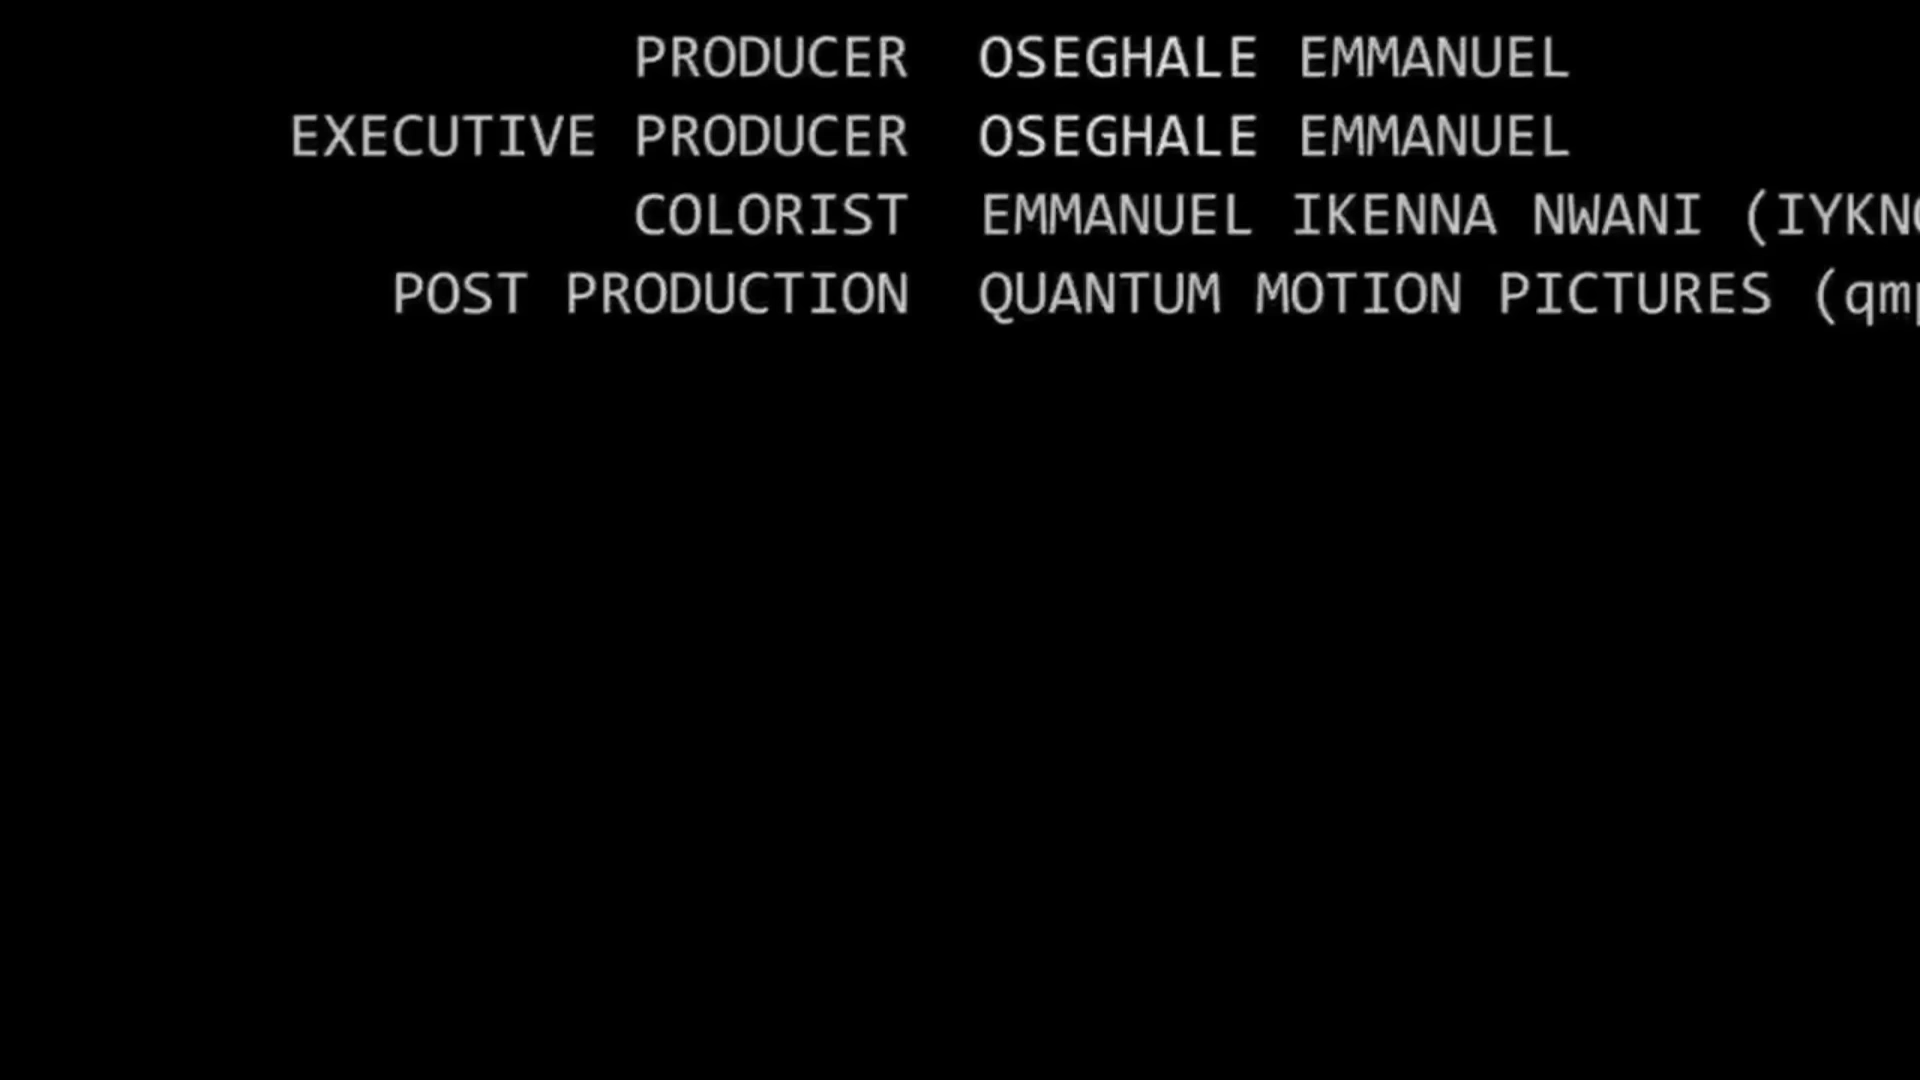 PRODUCER OSEGHALE EMMANUEL
EXECUTIVE PRODUCER OSEGHALE EMMANUEL
COLORIST EMMANUEL IKENNA NWANI
POST PRODUCTION QUANTUM MOTION PICTURES